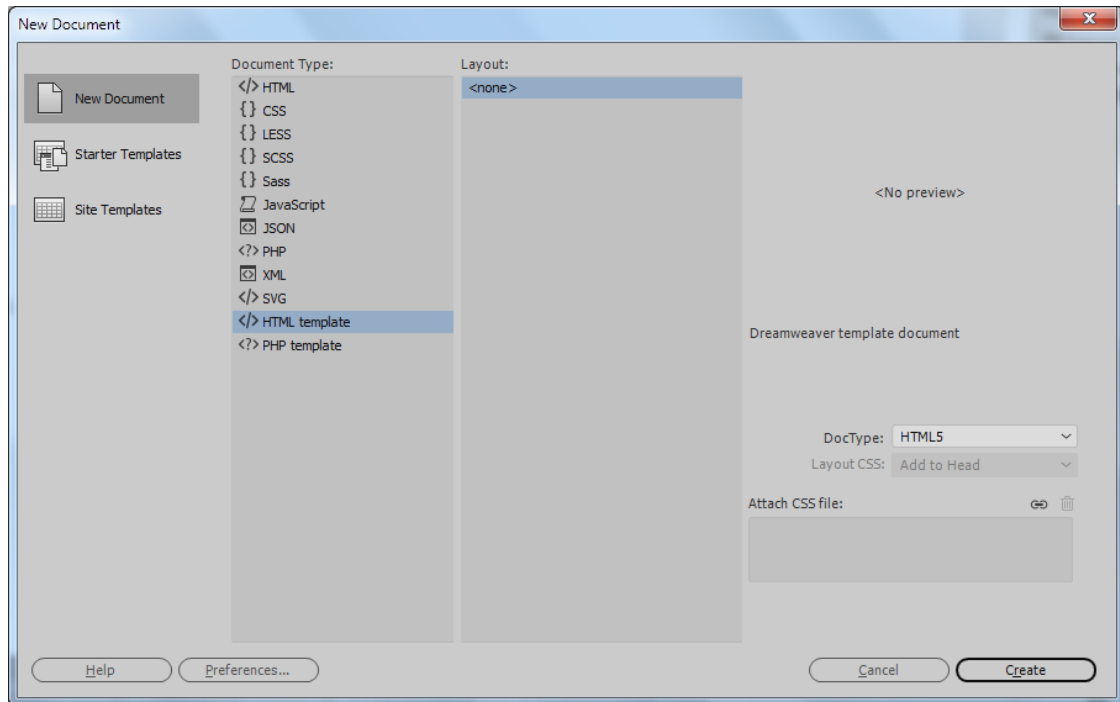 New Document
New Document
Starter Templates
Site Templates
Document Type:
</> HTML
{} CSS
{} LESS
{} SCSS
{} Sass
JavaScript
JSON
<?> PHP
XML
</> SVG
</> HTML template
<?> PHP template
Layout:
<none>
<No preview>
Dreamweaver template document
DocType: HTML5
Layout CSS: Add to Head
Attach CSS file:
Help
Preferences...
Cancel
Create